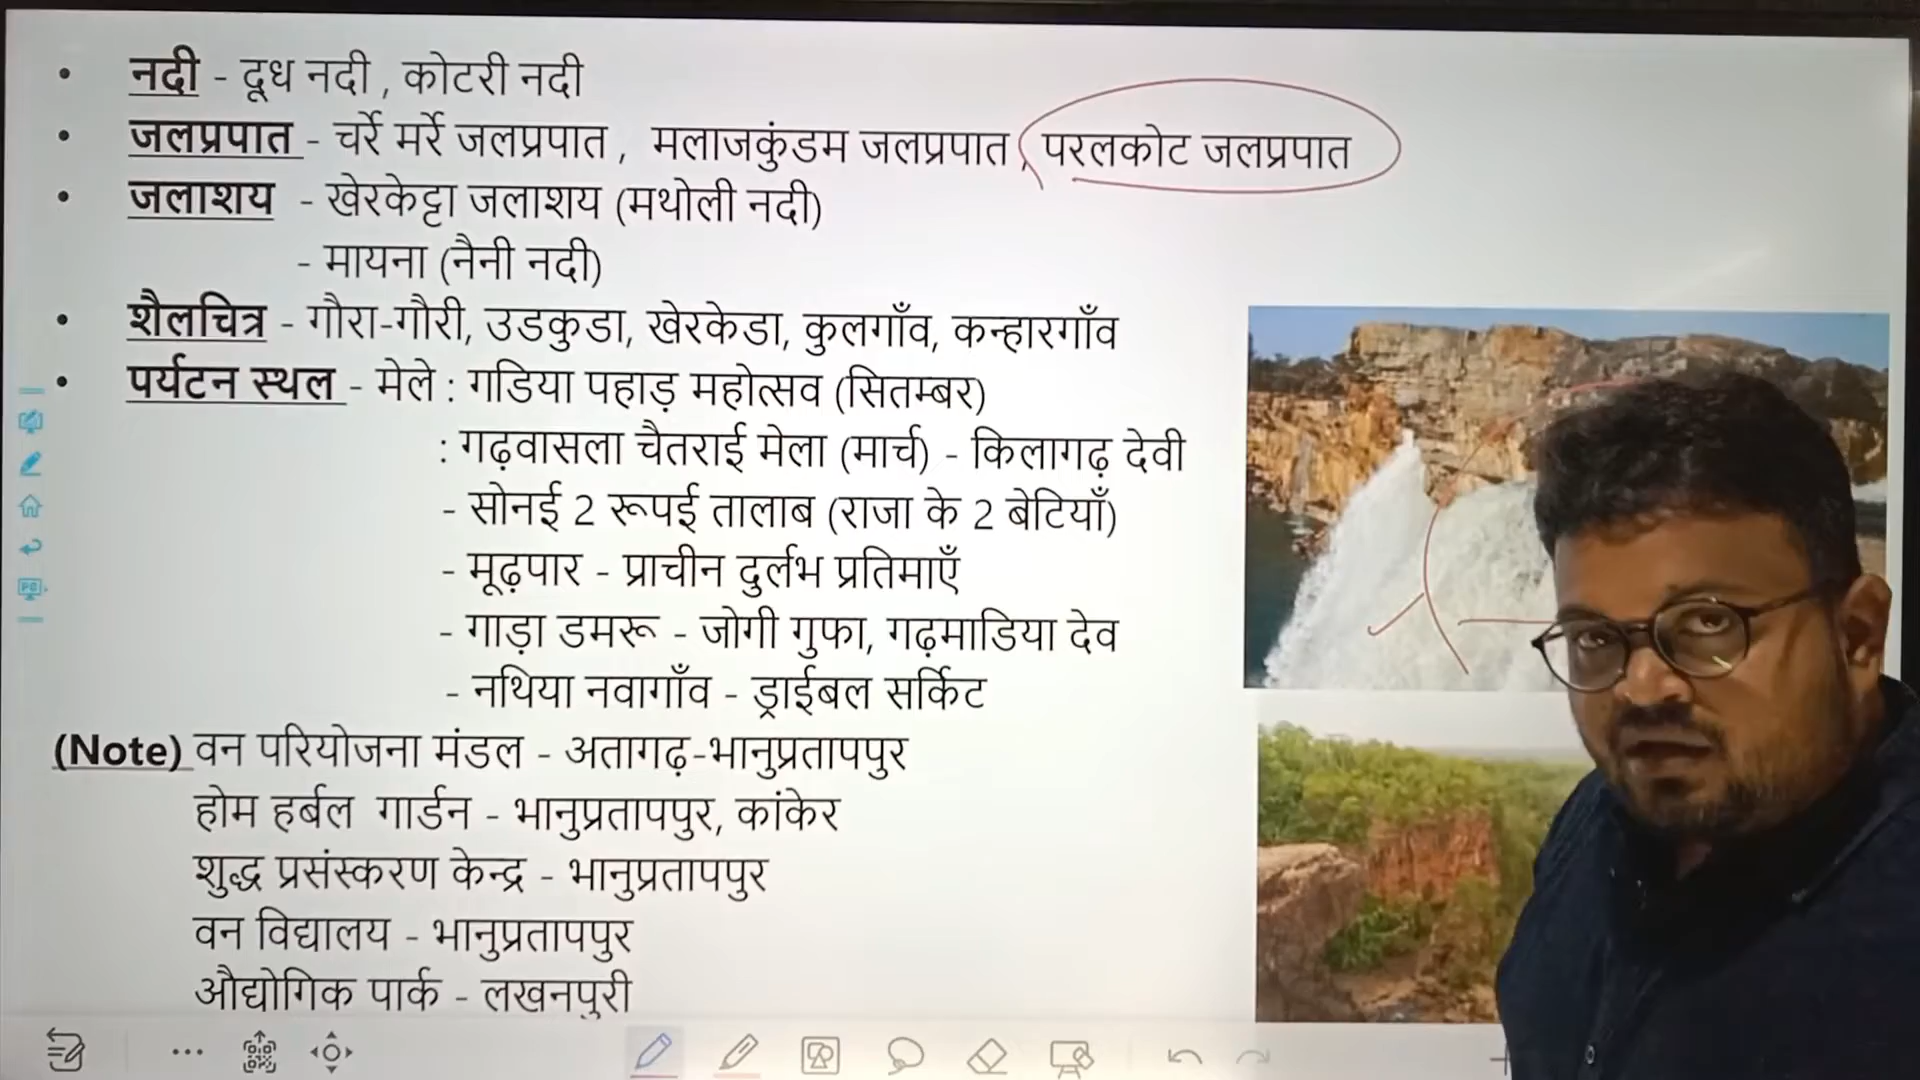 • नदी - दूध नदी , कोटरी नदी
• जलप्रपात - चर्रे मर्रे जलप्रपात , मलाजकुंडम जलप्रपात , परलकोट जलप्रपात
• जलाशय - खेरकेट्टा जलाशय (मथोली नदी)
- मायना (नैनी नदी)
• शैलचित्र - गौरा-गौरी, उडकुडा, खेरकेडा, कुलगाँव, कन्हारगाँव
• पर्यटन स्थल - मेले : गडिया पहाड़ महोत्सव (सितम्बर)
: गढ़वासला चैतराई मेला (मार्च) - किलागढ़ देवी
- सोनई 2 रूपई तालाब (राजा के 2 बेटियाँ)
- मूढ़पार - प्राचीन दुर्लभ प्रतिमाएँ
- गाड़ा डमरू - जोगी गुफा, गढ़माडिया देव
- नथिया नवागाँव - ड्राईबल सर्किट
(Note) वन परियोजना मंडल - अतागढ़-भानुप्रतापपुर
होम हर्बल गार्डन - भानुप्रतापपुर, कांकेर
शुद्ध प्रसंस्करण केन्द्र - भानुप्रतापपुर
वन विद्यालय - भानुप्रतापपुर
औद्योगिक पार्क - लखनपुरी